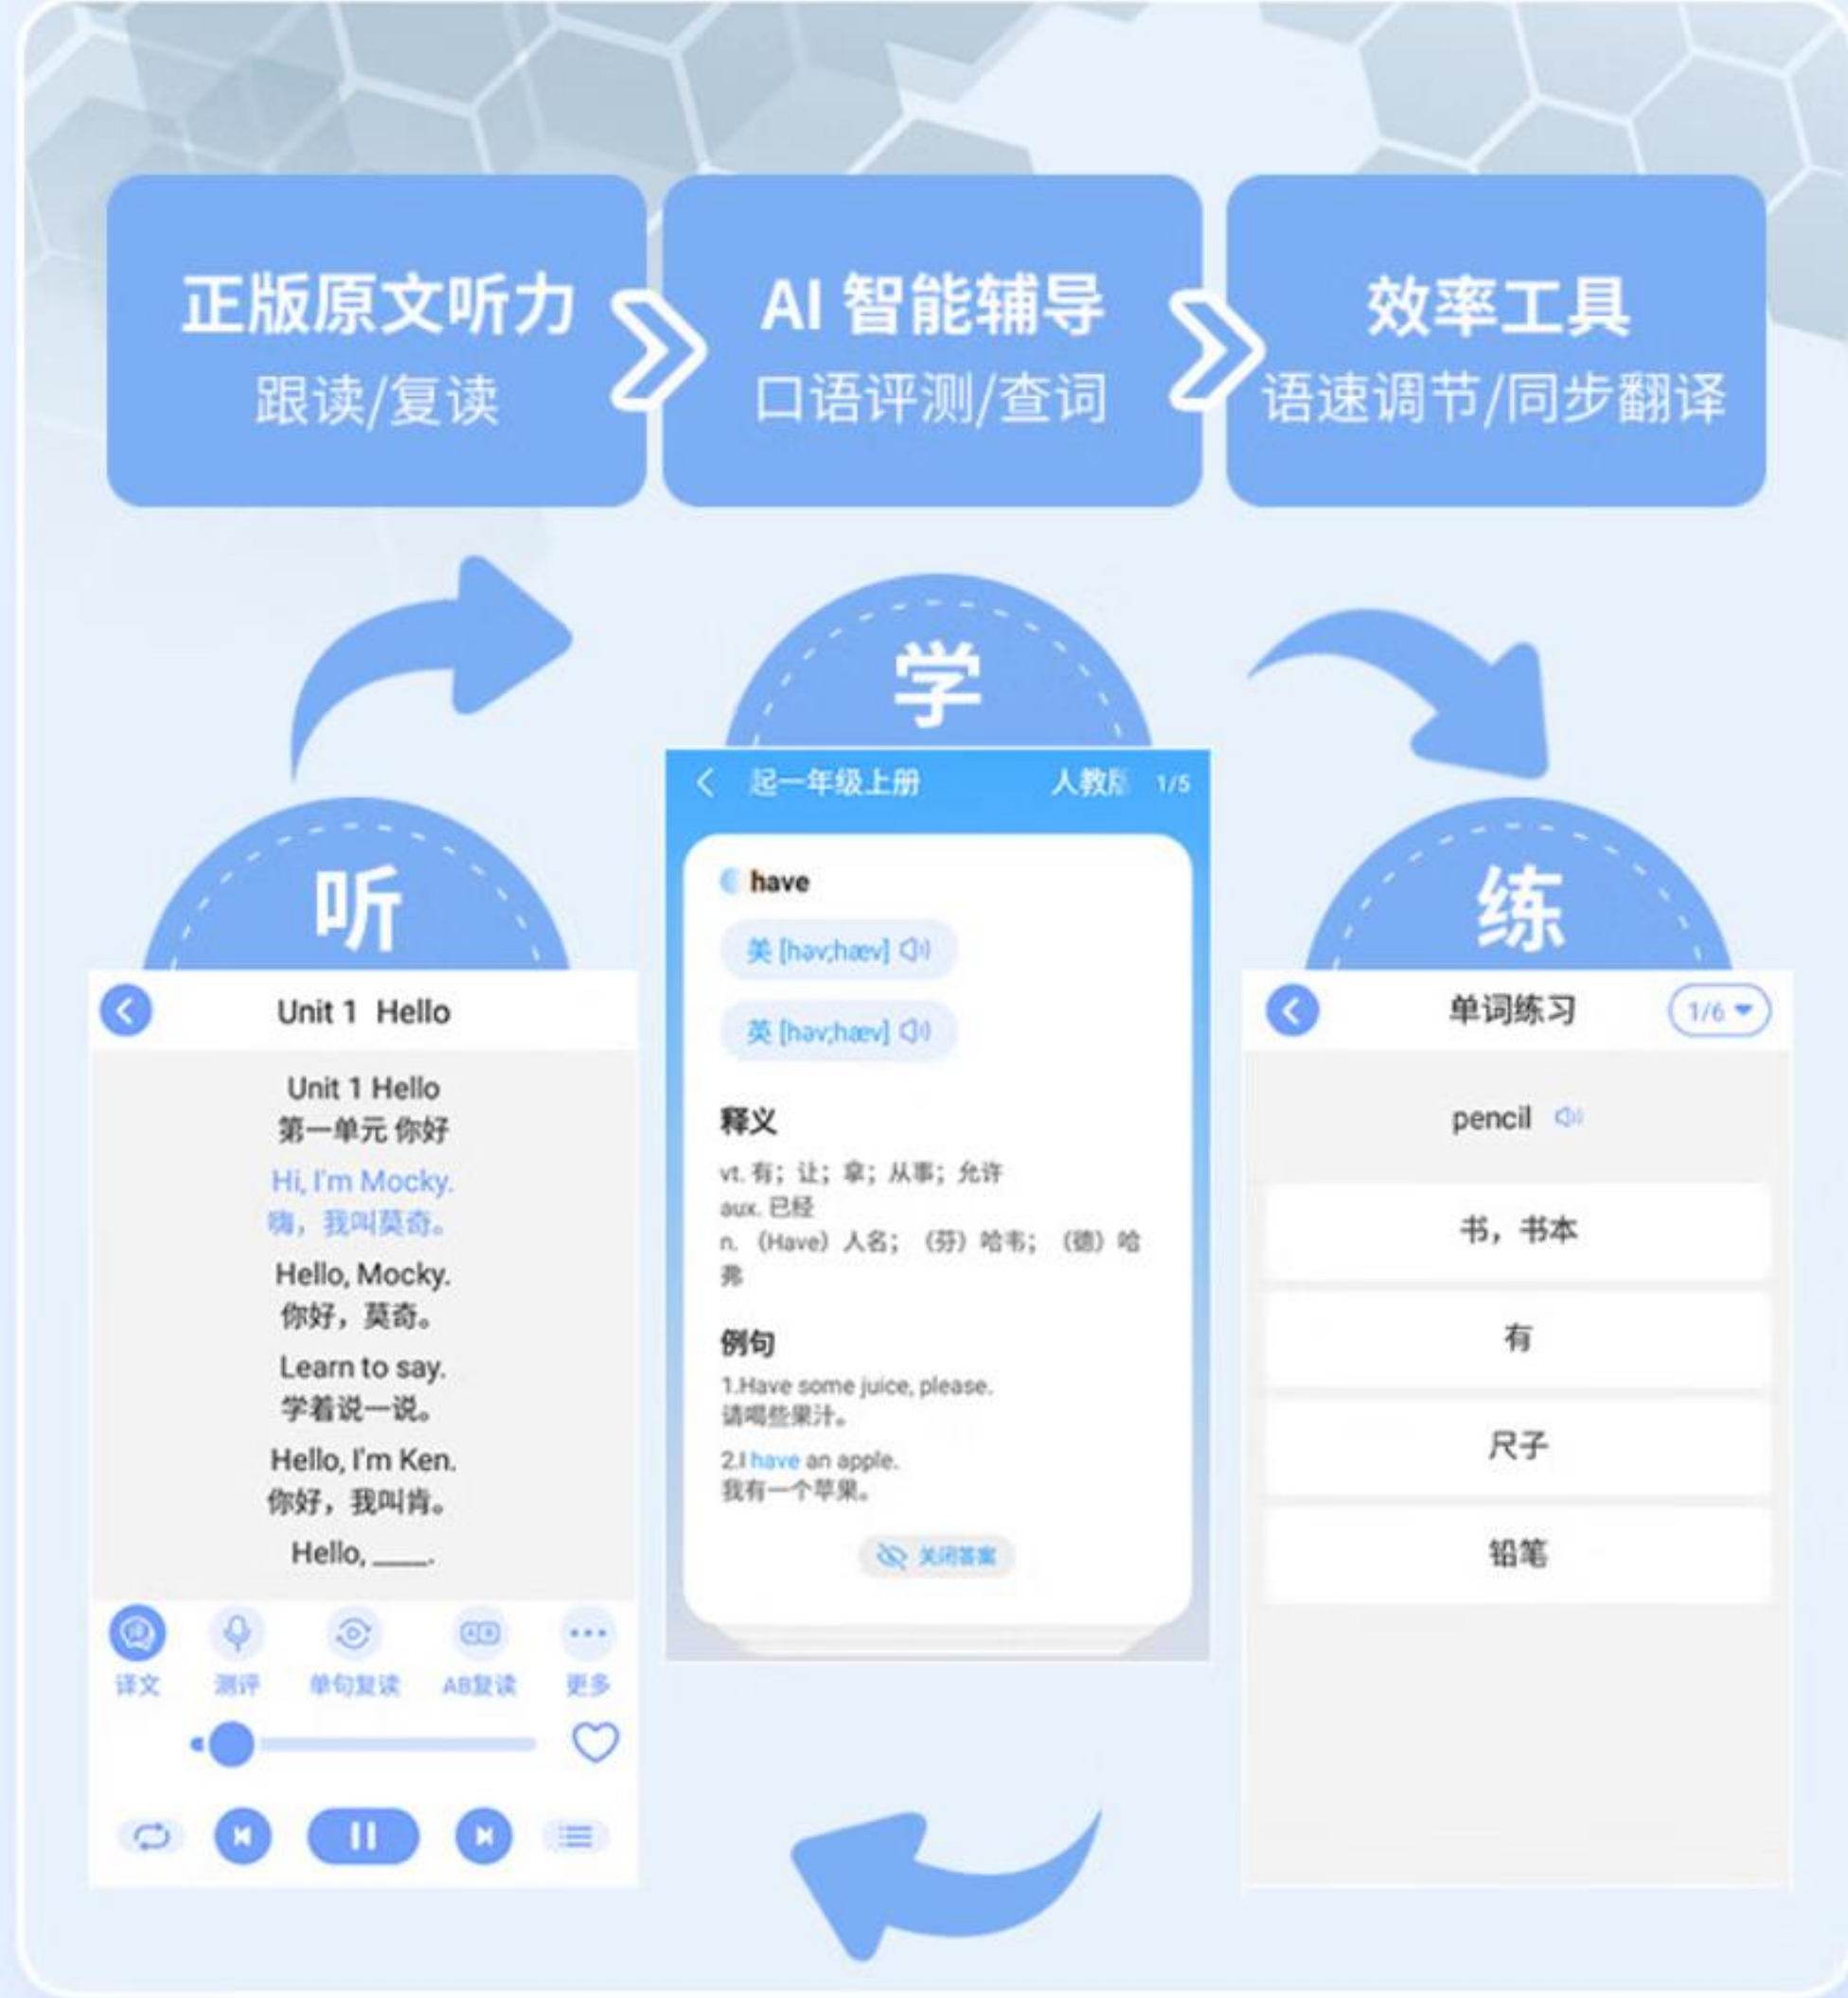 正版原文听力
跟读/复读
AI 智能辅导
口语评测/查词
效率工具
语速调节/同步翻译
听
Unit 1 Hello
Unit 1 Hello
第一单元 你好
Hi, I'm Mocky.
嗨，我叫莫奇。
Hello, Mocky.
你好，莫奇。
Learn to say.
学着说一说。
Hello, I'm Ken.
你好，我叫肯。
Hello, ____.
译文 测评 单句复读 AB复读 更多
学
起一年级上册 人教版 1/5
have
美 [həv;hæv]
英 [həv;hæv]
释义
vt. 有；让；拿；从事；允许
aux. 已经
n. （Have）人名；（芬）哈韦；（德）哈
弗
例句
1.Have some juice, please.
请喝些果汁。
2.I have an apple.
我有一个苹果。
关闭答案
练
单词练习 1/6
pencil
书，书本
有
尺子
铅笔